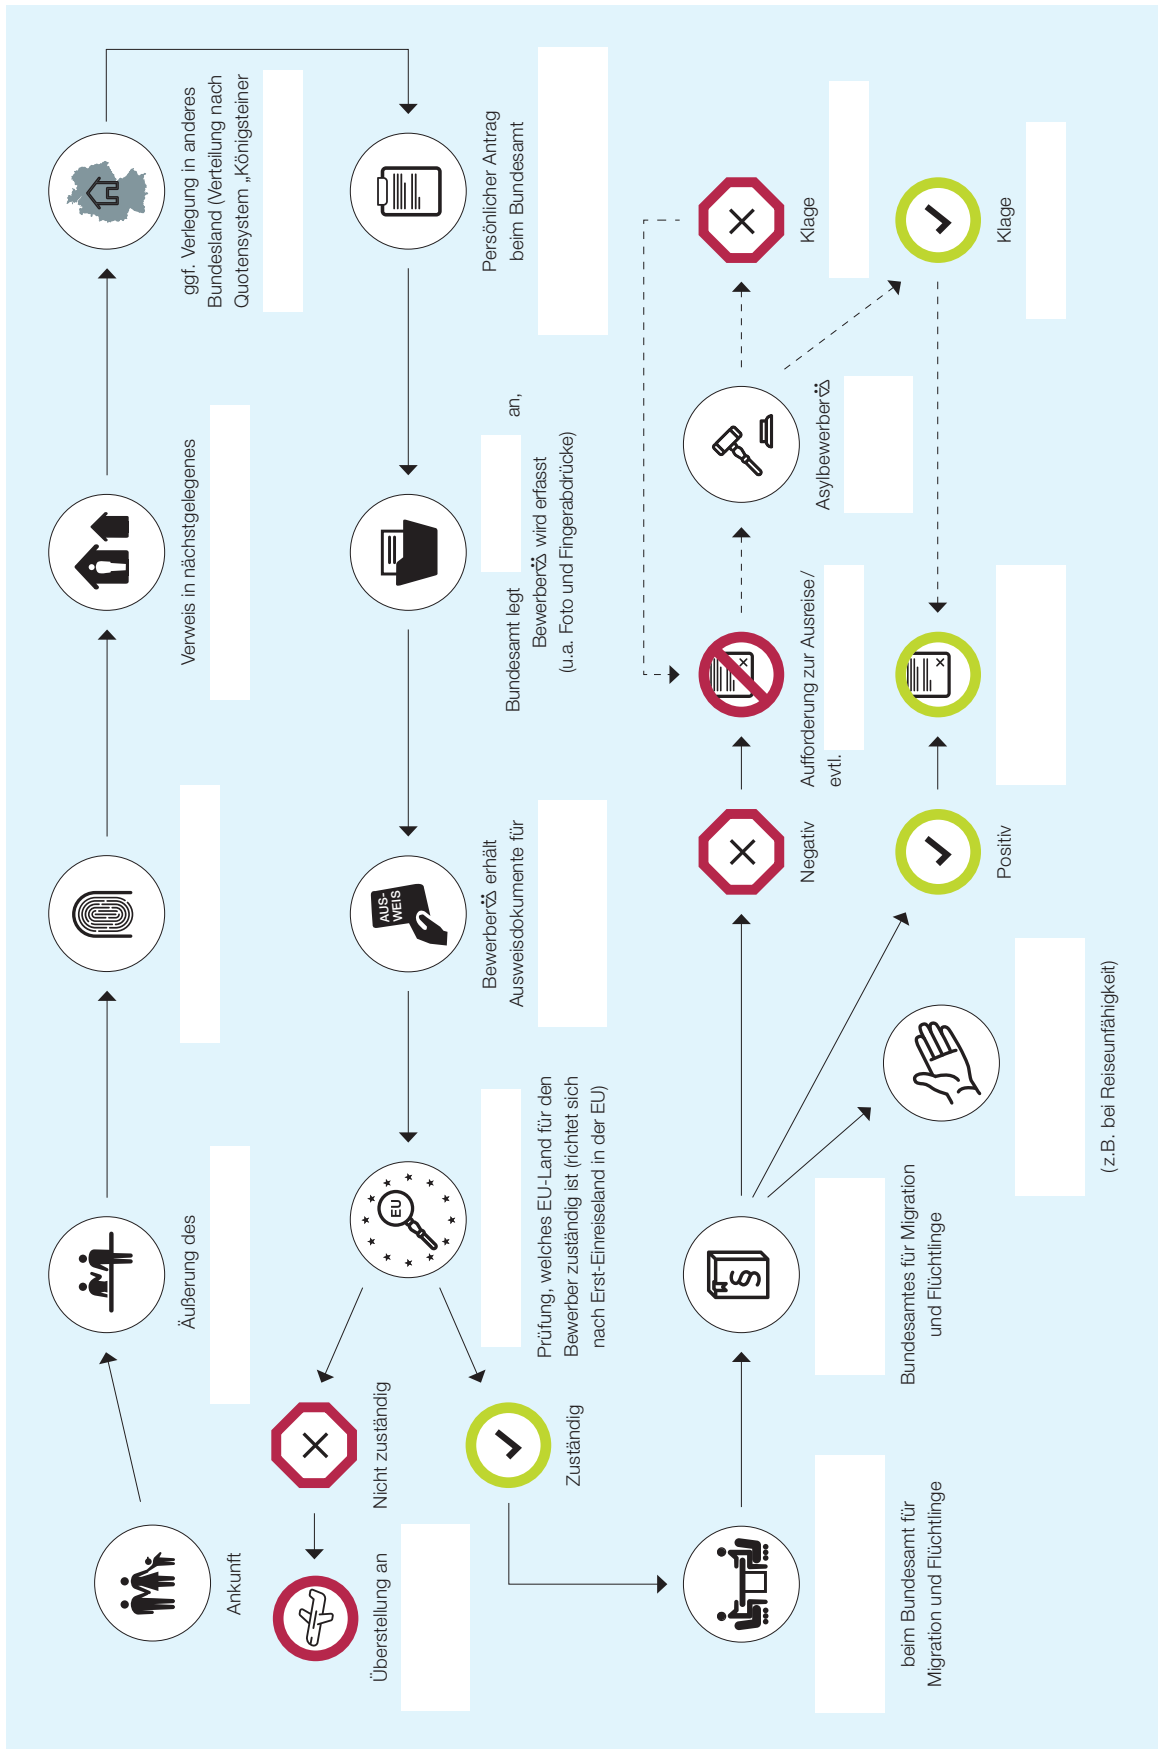 Ankunft
Äußerung des
Verweis in nächstgelegenes
ggf. Verlegung in anderes
Bundesland (Verteilung nach
Quotensystem „Königsteiner
Persönlicher Antrag
beim Bundesamt
Bundesamt legt an,
Bewerber wird erfasst
(u.a. Foto und Fingerabdrücke)
AUS-
WEIS
Bewerber erhält
Ausweisdokumente für
EU
Prüfung, welches EU-Land für den
Bewerber zuständig ist (richtet sich
nach Erst-Einreiseland in der EU)
Nicht zuständig
Überstellung an
Zuständig
beim Bundesamt für
Migration und Flüchtlinge
§
Bundesamtes für Migration
und Flüchtlinge
(z.B. bei Reiseunfähigkeit)
Negativ
Aufforderung zur Ausreise/
evtl.
Asylbewerber
Klage
Positiv
Klage